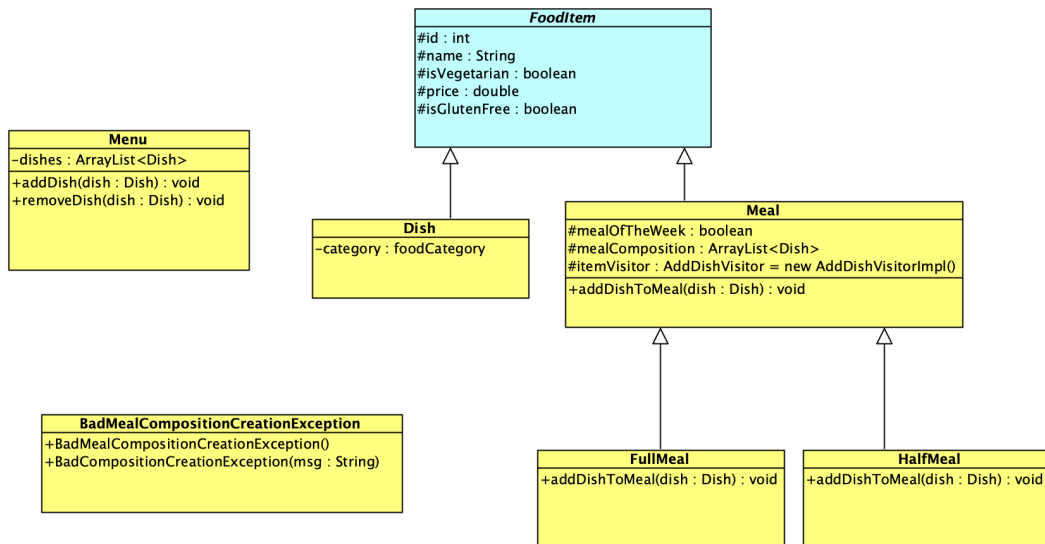 FoodItem
#id : int
#name : String
#isVegetarian : boolean
#price : double
#isGlutenFree : boolean
Menu
-dishes : ArrayList<Dish>
+addDish(dish : Dish) : void
+removeDish(dish : Dish) : void
Dish
-category : foodCategory
Meal
#mealOfTheWeek : boolean
#mealComposition : ArrayList<Dish>
#itemVisitor : AddDishVisitor = new AddDishVisitorImpl()
+addDishToMeal(dish : Dish) : void
BadMealCompositionCreationException
+BadMealCompositionCreationException()
+BadCompositionCreationException(msg : String)
FullMeal
+addDishToMeal(dish : Dish) : void
HalfMeal
+addDishToMeal(dish : Dish) : void